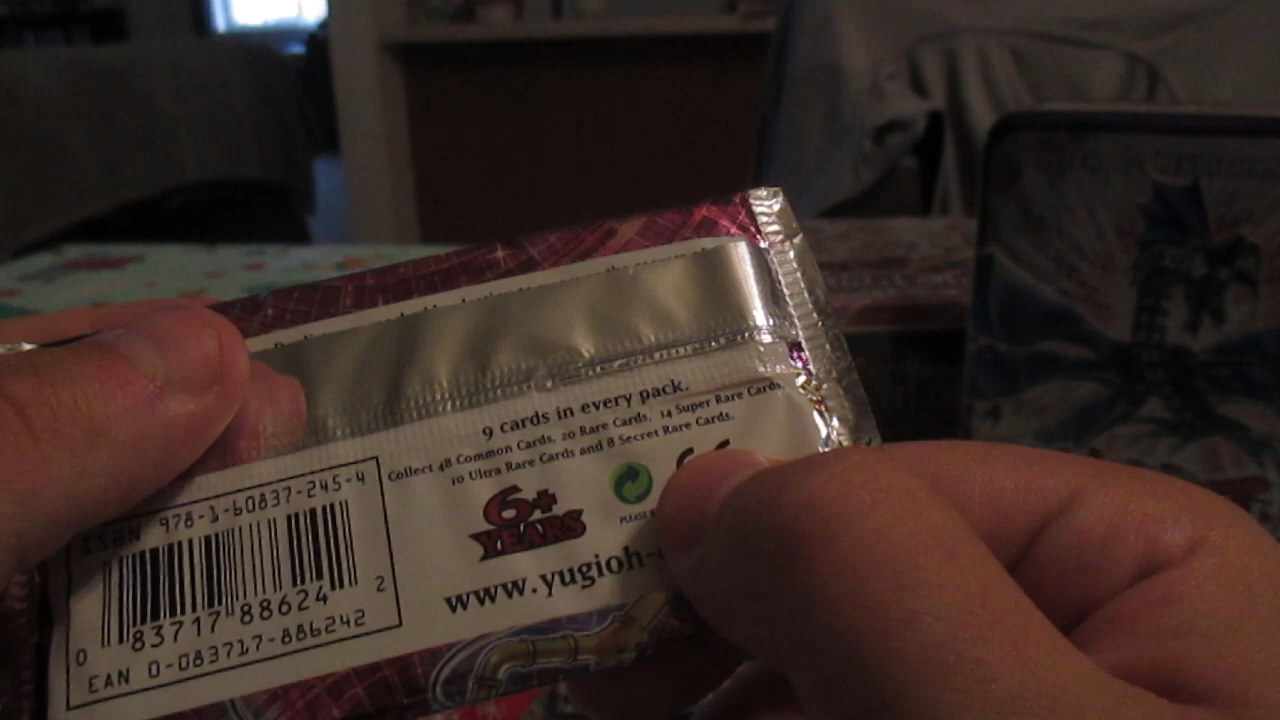 9 cards in every pack.
Collect 48 Common Cards, 20 Rare Cards, 14 Super Rare Cards,
10 Ultra Rare Cards and 8 Secret Rare Cards.
ISBN 978-1-60837-245-4
6+
YEARS
PLEASE
www.yugioh-
0 83717 88624 2
EAN 0-083717-886242